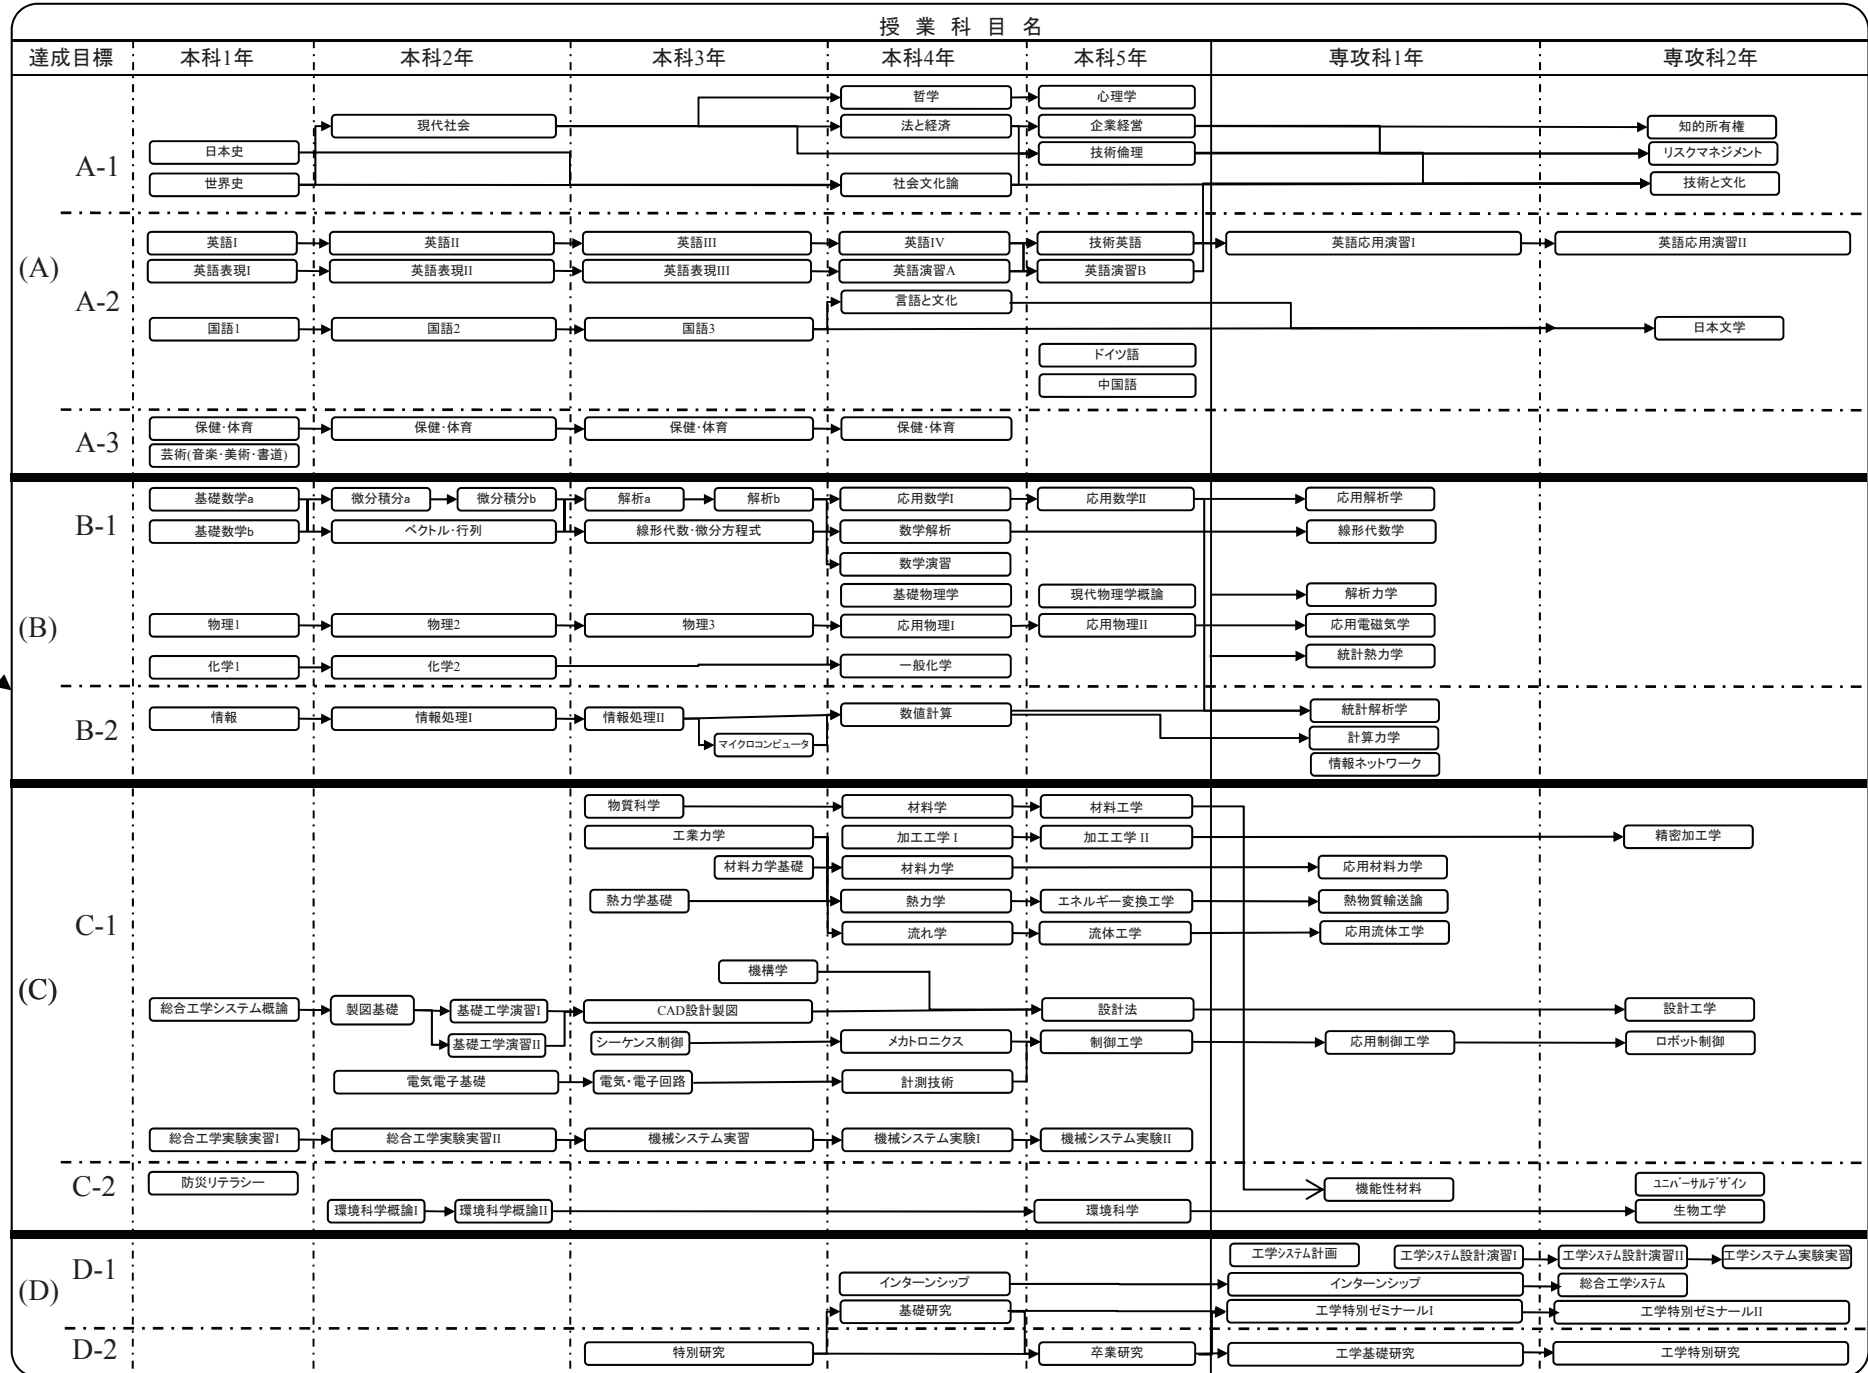 授 業 科 目 名
達成目標 本科1年 本科2年 本科3年 本科4年 本科5年 専攻科1年 専攻科2年
哲学 心理学
現代社会 法と経済 企業経営 知的所有権
A-1 日本史 技術倫理 リスクマネジメント
世界史 社会文化論 技術と文化
英語I 英語II 英語III 英語IV 技術英語 英語応用演習I 英語応用演習II
(A) 英語表現I 英語表現II 英語表現III 英語演習A 英語演習B
A-2 言語と文化
国語1 国語2 国語3 日本文学
ドイツ語
中国語
A-3 保健・体育 保健・体育 保健・体育 保健・体育
芸術(音楽・美術・書道)
基礎数学a 微分積分a 微分積分b 解析a 解析b 応用数学I 応用数学II 応用解析学
B-1 基礎数学b ベクトル・行列 線形代数・微分方程式 数学解析 線形代数学
数学演習
基礎物理学 現代物理学概論 解析力学
(B) 物理1 物理2 物理3 応用物理I 応用物理II 応用電磁気学
化学1 化学2 一般化学 統計熱力学
B-2 情報 情報処理I 情報処理II 数値計算 統計解析学
マイクロコンピュータ 計算力学
情報ネットワーク
物質科学 材料学 材料工学
工業力学 加工工学 I 加工工学 II 精密加工学
材料力学基礎 材料力学 応用材料力学
熱力学基礎 熱力学 エネルギー変換工学 熱物質輸送論
C-1 流れ学 流体工学 応用流体工学
機構学
(C) 総合工学システム概論 製図基礎 基礎工学演習I CAD設計製図 設計法 設計工学
基礎工学演習II シーケンス制御 メカトロニクス 制御工学 応用制御工学 ロボット制御
電気電子基礎 電気・電子回路 計測技術
総合工学実験実習I 総合工学実験実習II 機械システム実習 機械システム実験I 機械システム実験II
C-2 防災リテラシー 機能性材料 ユニバーサルデザイン
環境科学概論I 環境科学概論II 環境科学 生物工学
D-1 工学システム計画 工学システム設計演習I 工学システム設計演習II 工学システム実験実習
(D) インターンシップ インターンシップ 総合工学システム
基礎研究 工学特別ゼミナールI 工学特別ゼミナールII
D-2 特別研究 卒業研究 工学基礎研究 工学特別研究